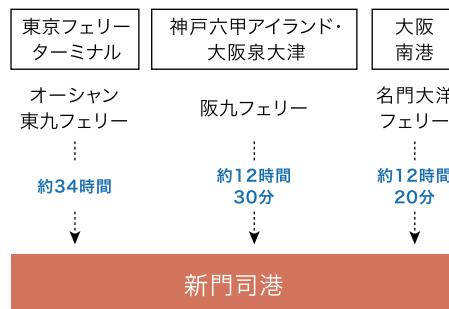 東京フェリー
ターミナル
オーシャン
東九フェリー
約34時間
神戸六甲アイランド・
大阪泉大津
阪九フェリー
約12時間
30分
大阪
南港
名門大洋
フェリー
約12時間
20分
新門司港